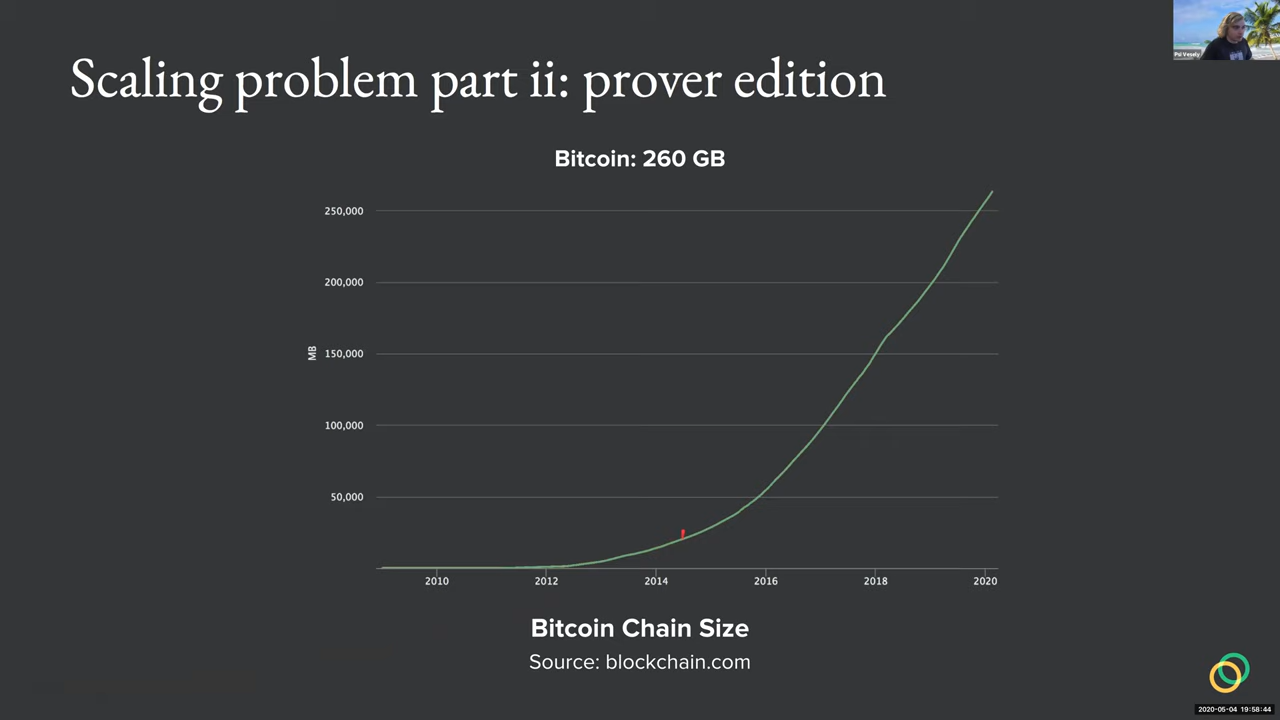 Scaling problem part ii: prover edition
Psi Vesely
Bitcoin: 260 GB
250,000
200,000
MB
150,000
100,000
50,000
2010 2012 2014 2016 2018 2020
Bitcoin Chain Size
Source: blockchain.com
2020-05-04 19:58:44